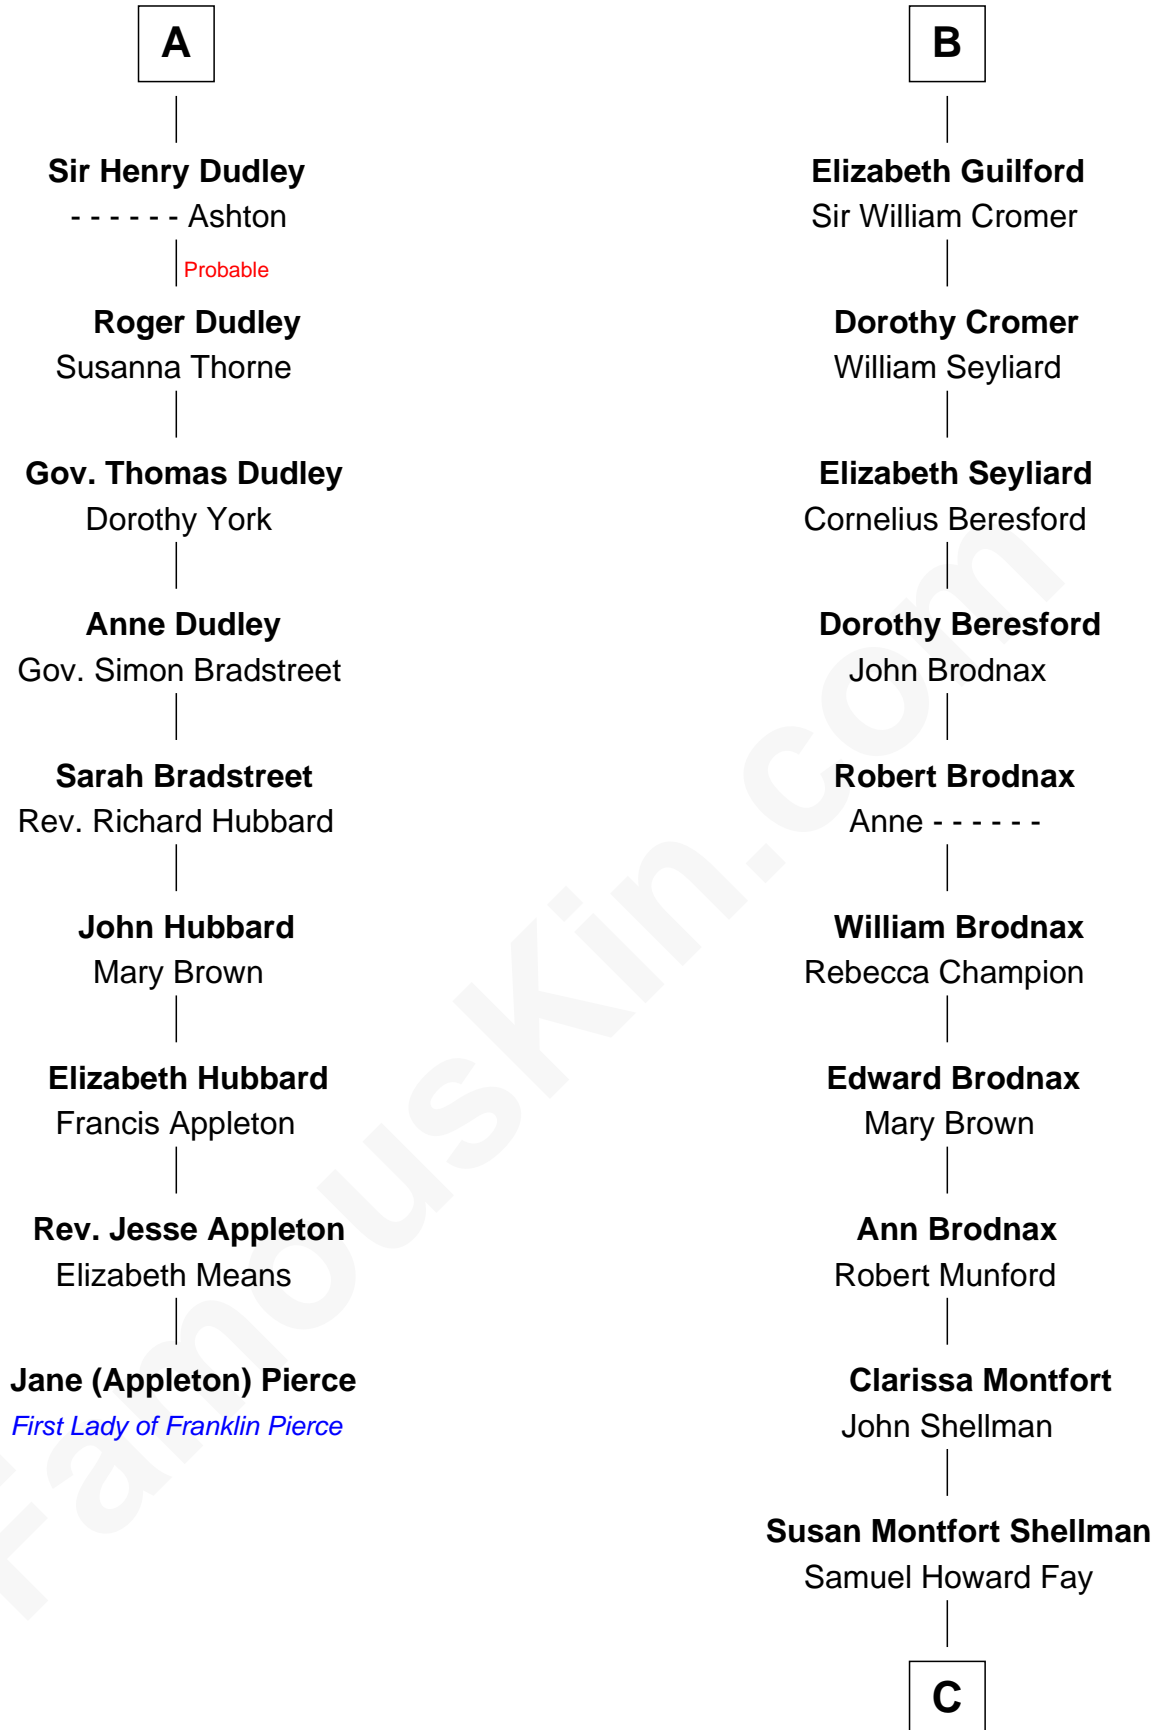 A
Sir Henry Dudley
- - - - - - Ashton
Probable
Roger Dudley
Susanna Thorne
Gov. Thomas Dudley
Dorothy York
Anne Dudley
Gov. Simon Bradstreet
Sarah Bradstreet
Rev. Richard Hubbard
John Hubbard
Mary Brown
Elizabeth Hubbard
Francis Appleton
Rev. Jesse Appleton
Elizabeth Means
Jane (Appleton) Pierce
First Lady of Franklin Pierce
B
Elizabeth Guilford
Sir William Cromer
Dorothy Cromer
William Seyliard
Elizabeth Seyliard
Cornelius Beresford
Dorothy Beresford
John Brodnax
Robert Brodnax
Anne - - - - - -
William Brodnax
Rebecca Champion
Edward Brodnax
Mary Brown
Ann Brodnax
Robert Munford
Clarissa Montfort
John Shellman
Susan Montfort Shellman
Samuel Howard Fay
C
FamousKin.com